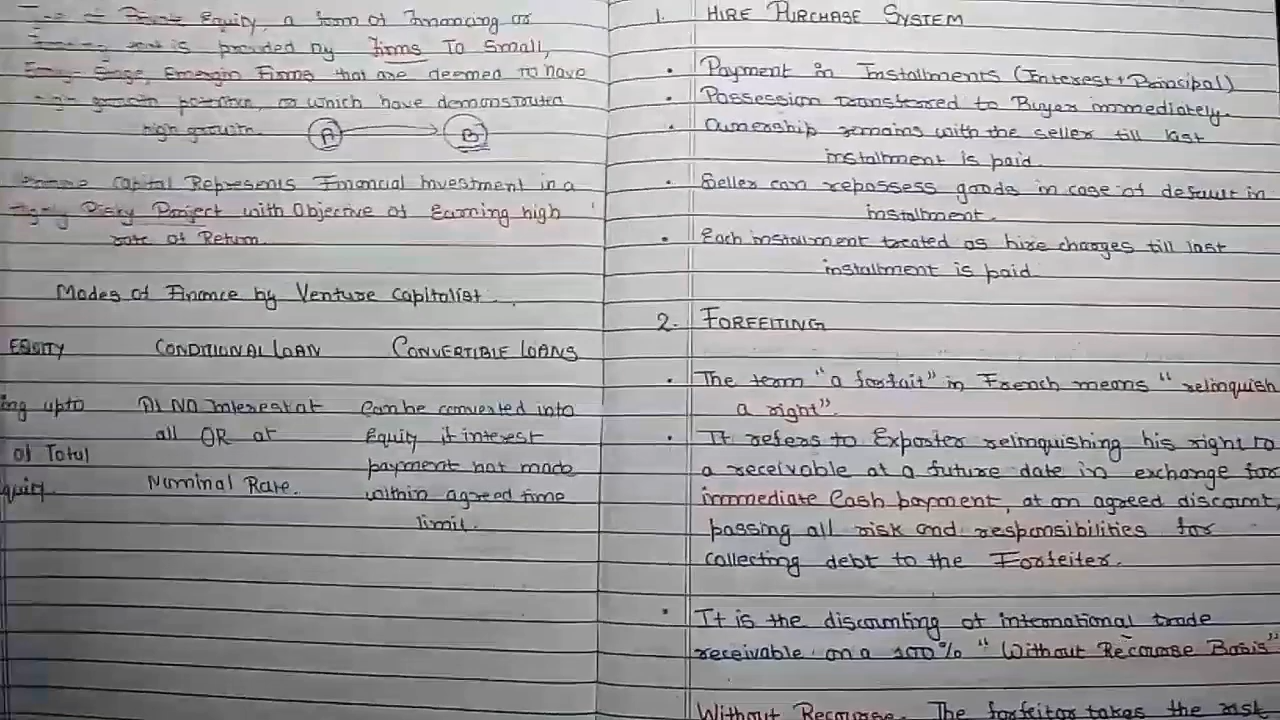 Equity, a form of Financing or
is provided by Firms To Small,
Stage, Emergin Firms that are deemed to have
growth potential, or which have demonstrated
high growth. A B
Capital Represents Financial Investment in a
Risky Project with Objective of Earning high
rate of Return.
Modes of Finance by Venture Capitalist.
EQUITY CONDITIONAL LOAN CONVERTIBLE LOANS
ing upto No Interest at Can be converted into
all OR at Equity if interest
of Total payment not made
Nominal Rate. within agreed time
limit.
1. HIRE PURCHASE SYSTEM
• Payment in Installments (Interest+Principal)
• Possession transferred to Buyer immediately.
• Ownership remains with the seller till last
installment is paid.
• Seller can repossess goods in case of default in
installment.
• Each installment treated as hire charges till last
installment is paid.
2. FORFEITING
• The term "a forfait" in French means "relinquish
a right".
• It refers to Exporter relinquishing his right to
a receivable at a future date in exchange for
immediate Cash payment, at an agreed discount,
passing all risk and responsibilities for
collecting debt to the Forfeiter.
• It is the discounting of international trade
receivable on a 100% "Without Recourse Basis"
Without Recourse. The forfeitor takes the risk